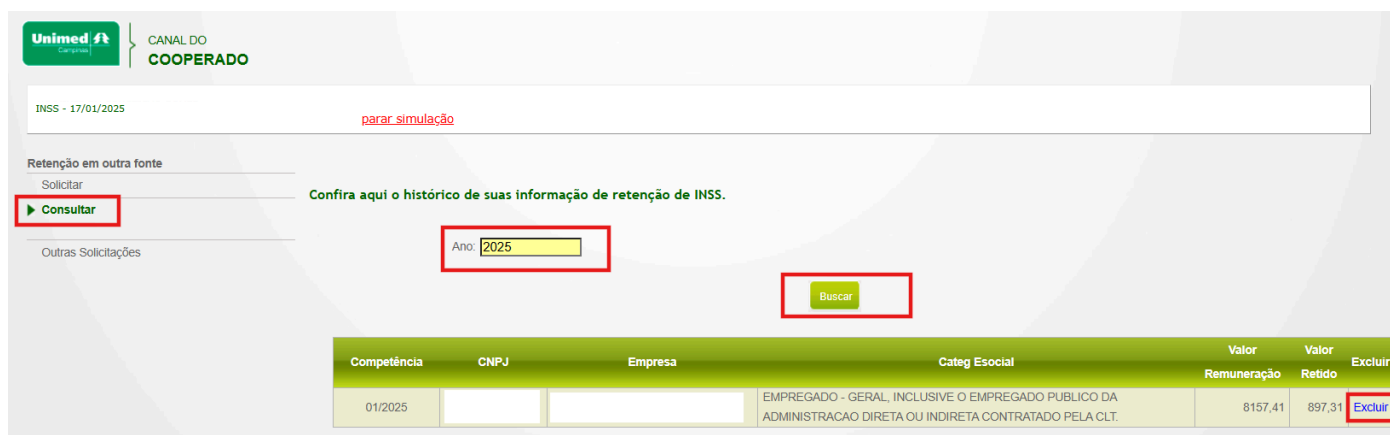 Unimed
Campinas
CANAL DO
COOPERADO
INSS - 17/01/2025
parar simulação
Retenção em outra fonte
Solicitar
Consultar
Outras Solicitações
Confira aqui o histórico de suas informação de retenção de INSS.
Ano: 2025
Buscar
Competência CNPJ Empresa Categ Esocial Valor Remuneração Valor Retido Excluir
01/2025 EMPREGADO - GERAL, INCLUSIVE O EMPREGADO PUBLICO DA
ADMINISTRACAO DIRETA OU INDIRETA CONTRATADO PELA CLT. 8157,41 897,31 Excluir